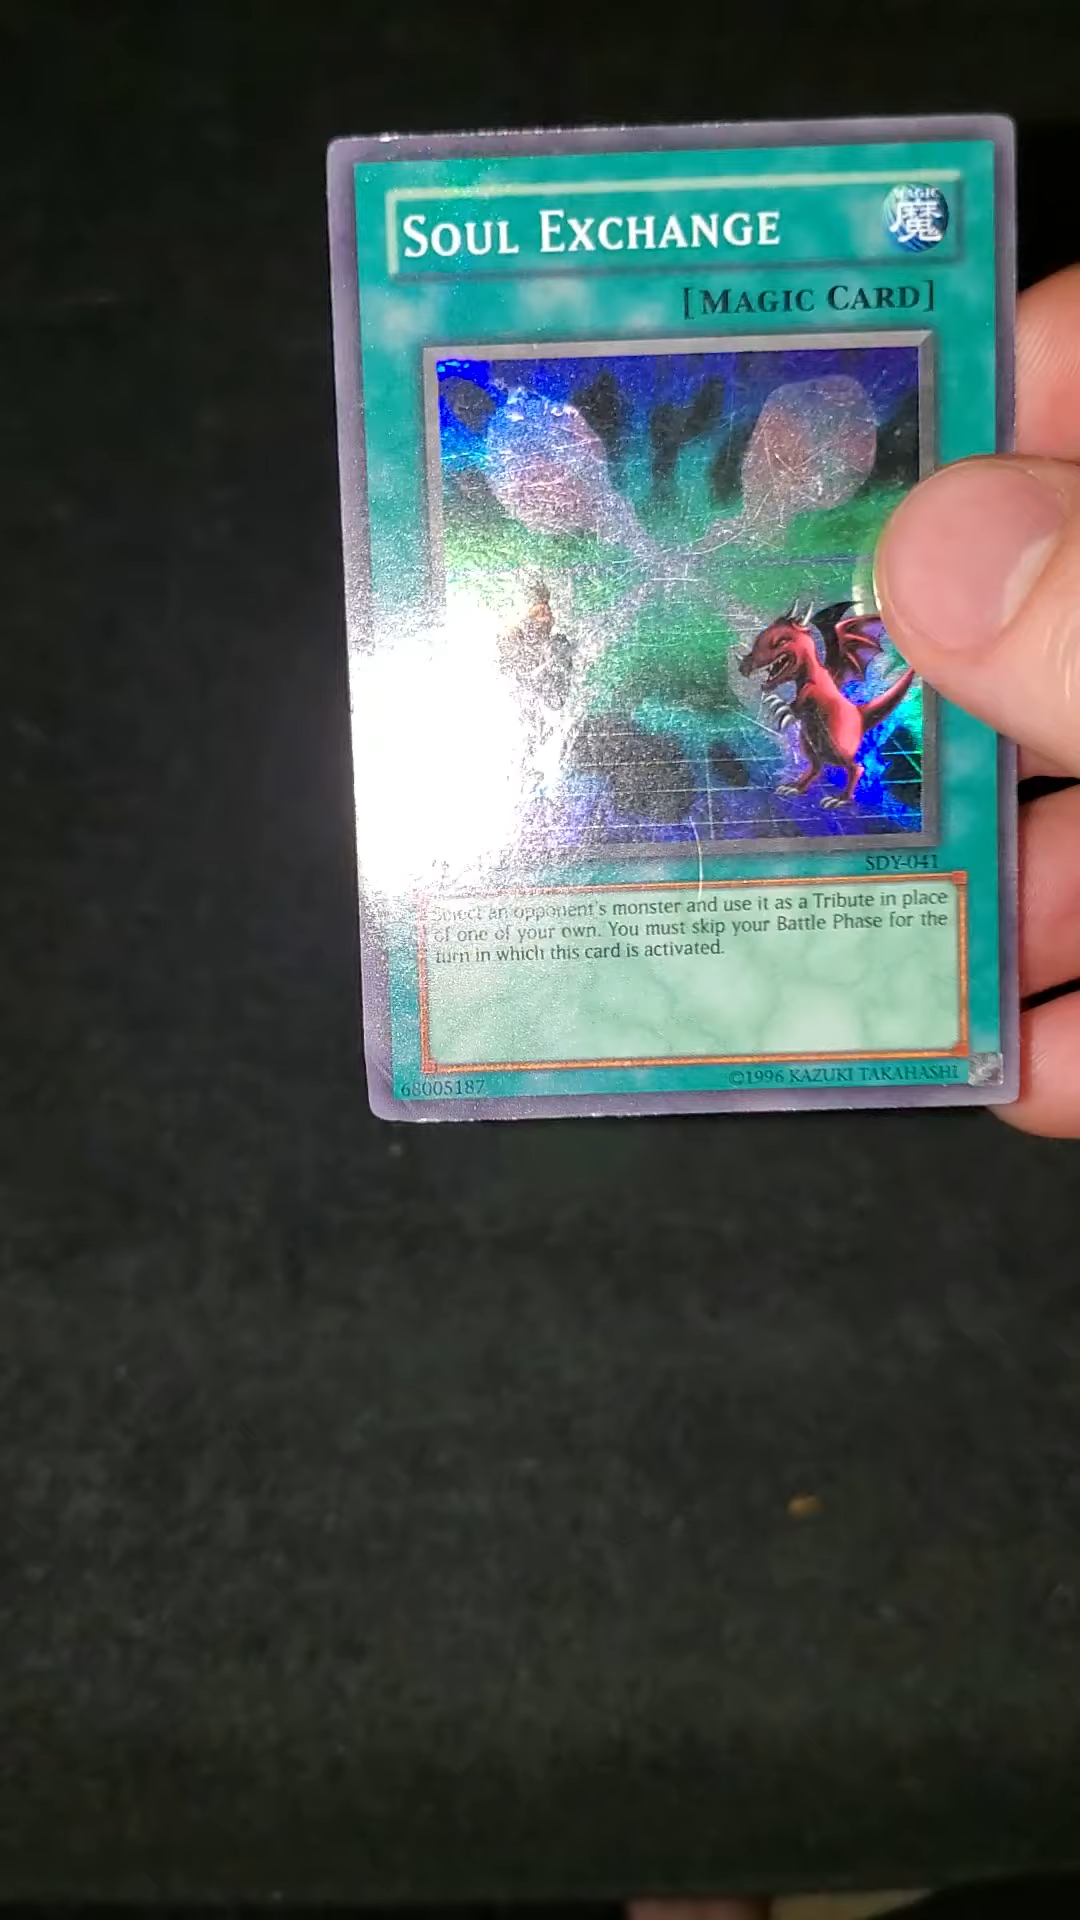 SOUL EXCHANGE
MAGIC
魔
[MAGIC CARD]
SDY-041
Select an opponent's monster and use it as a Tribute in place
of one of your own. You must skip your Battle Phase for the
turn in which this card is activated.
68005187
©1996 KAZUKI TAKAHASHI